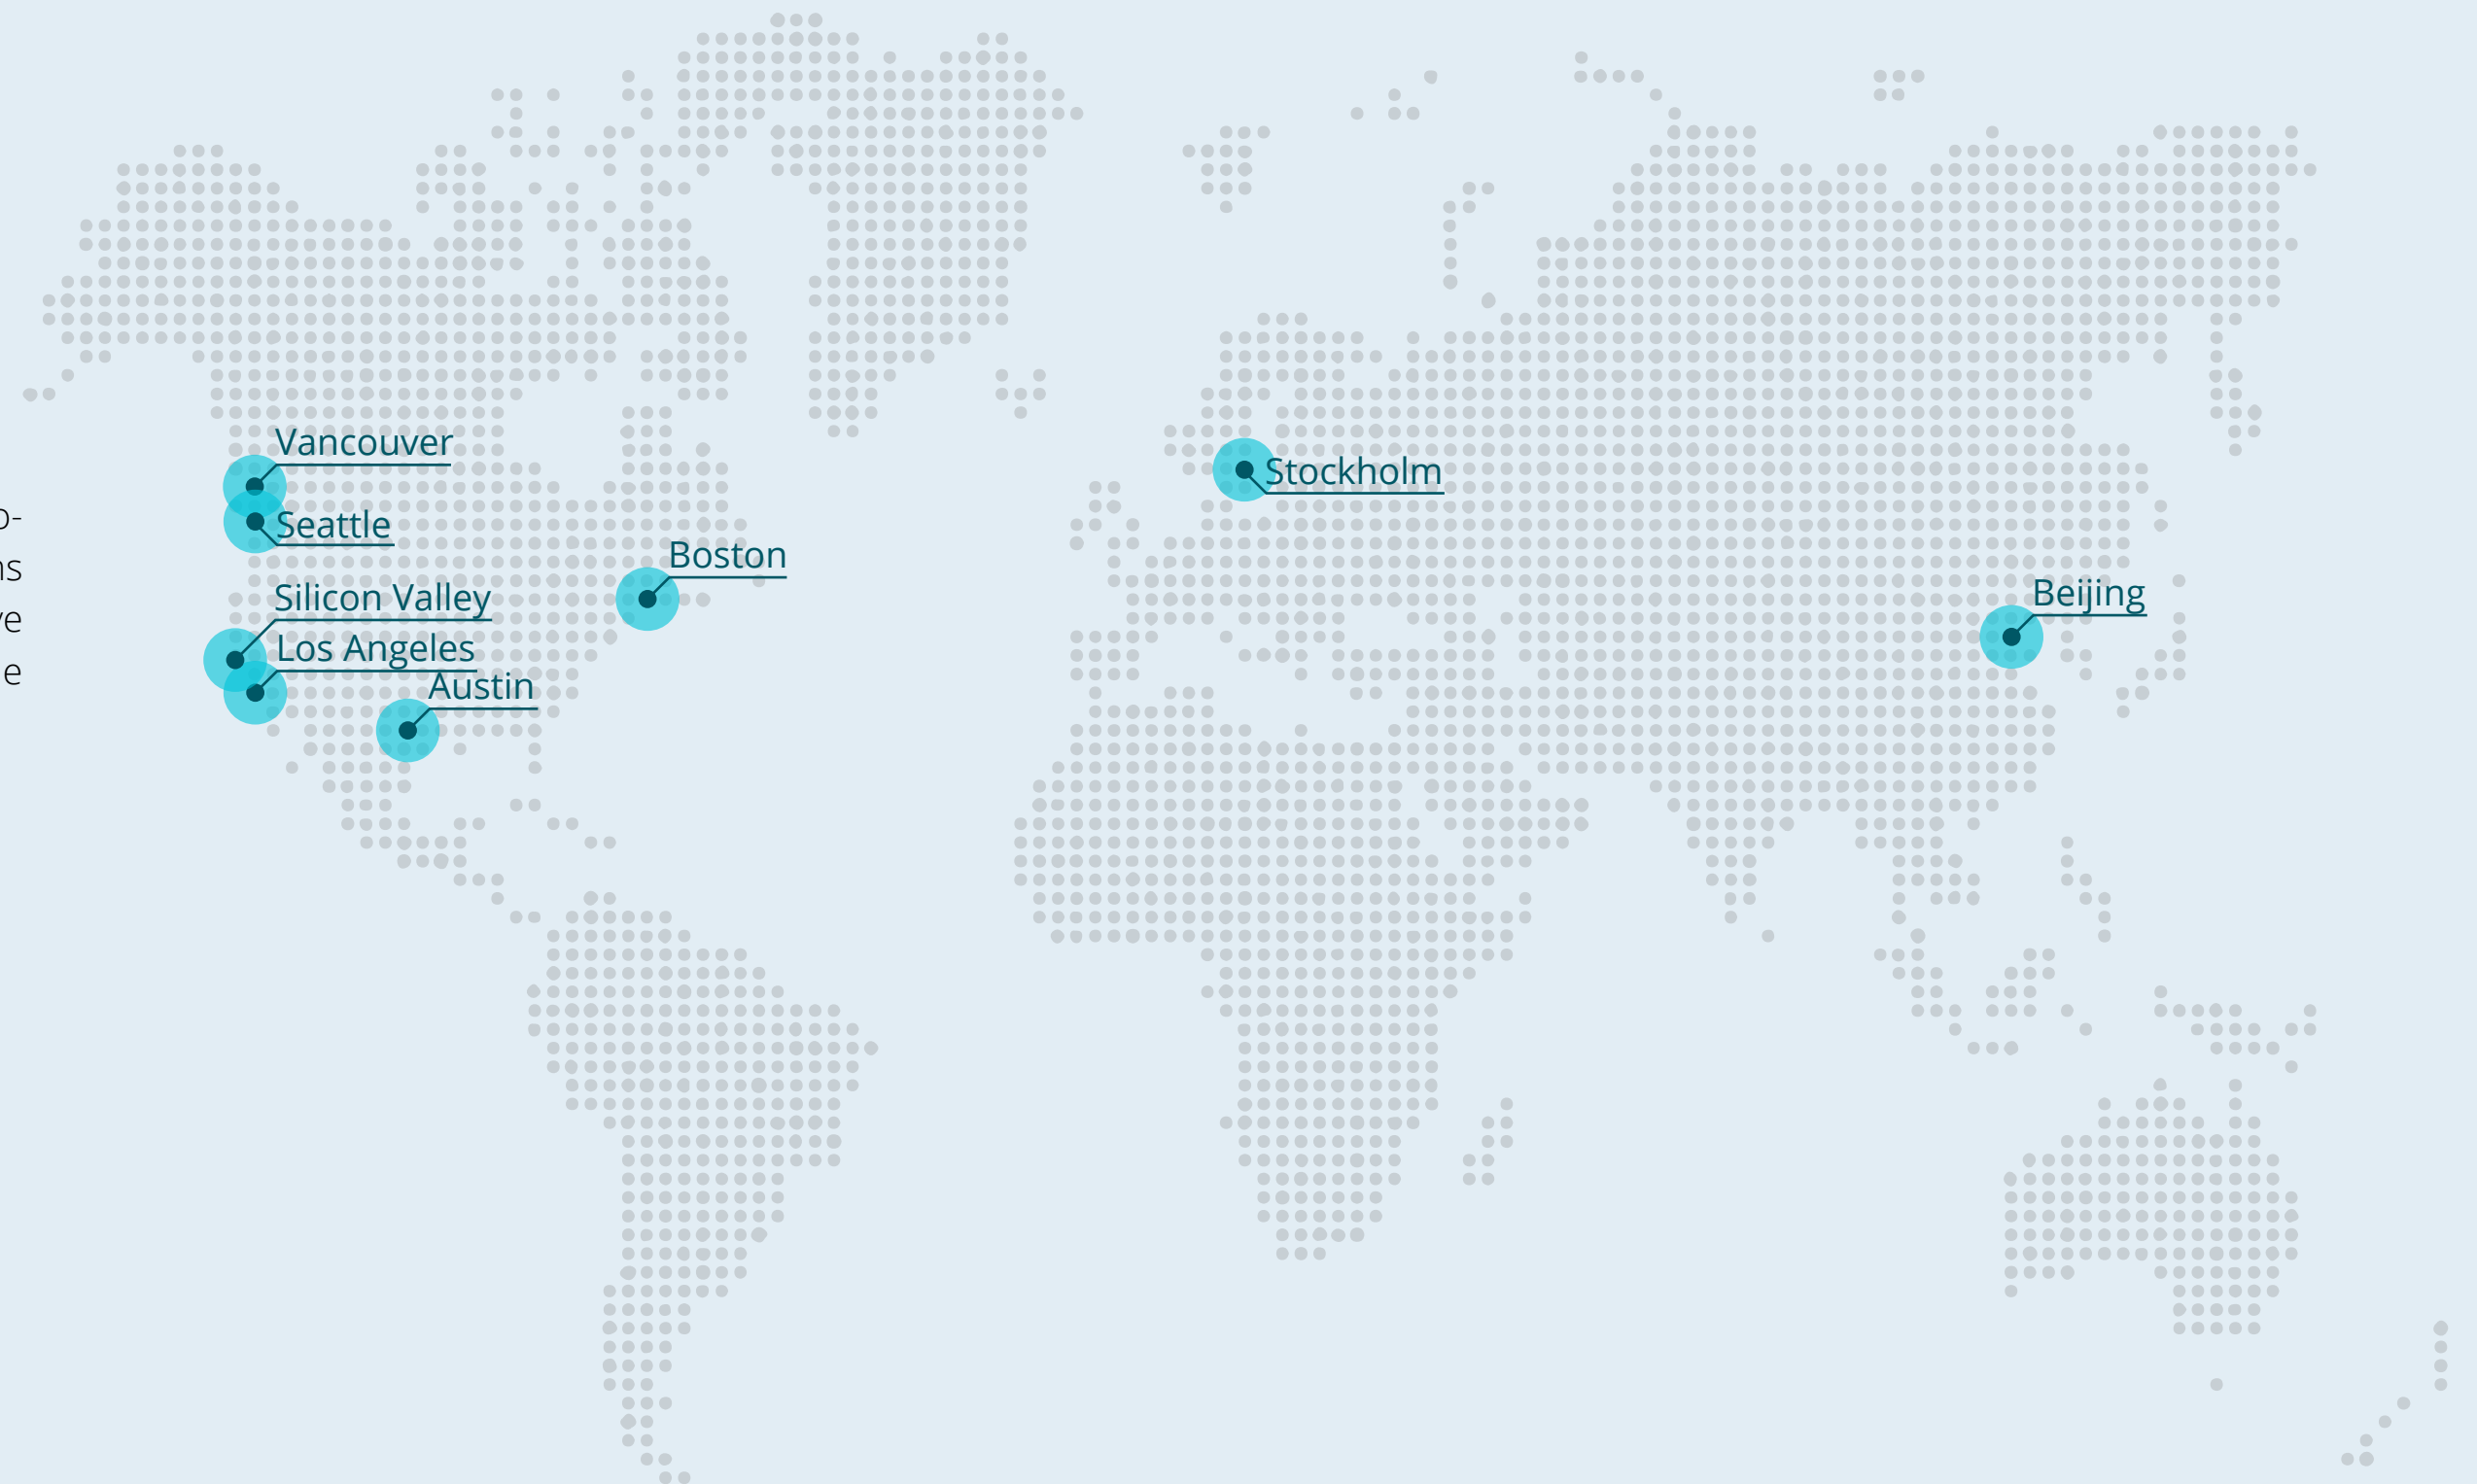 Vancouver
Seattle
Silicon Valley
Los Angeles
Austin
Boston
Stockholm
Beijing